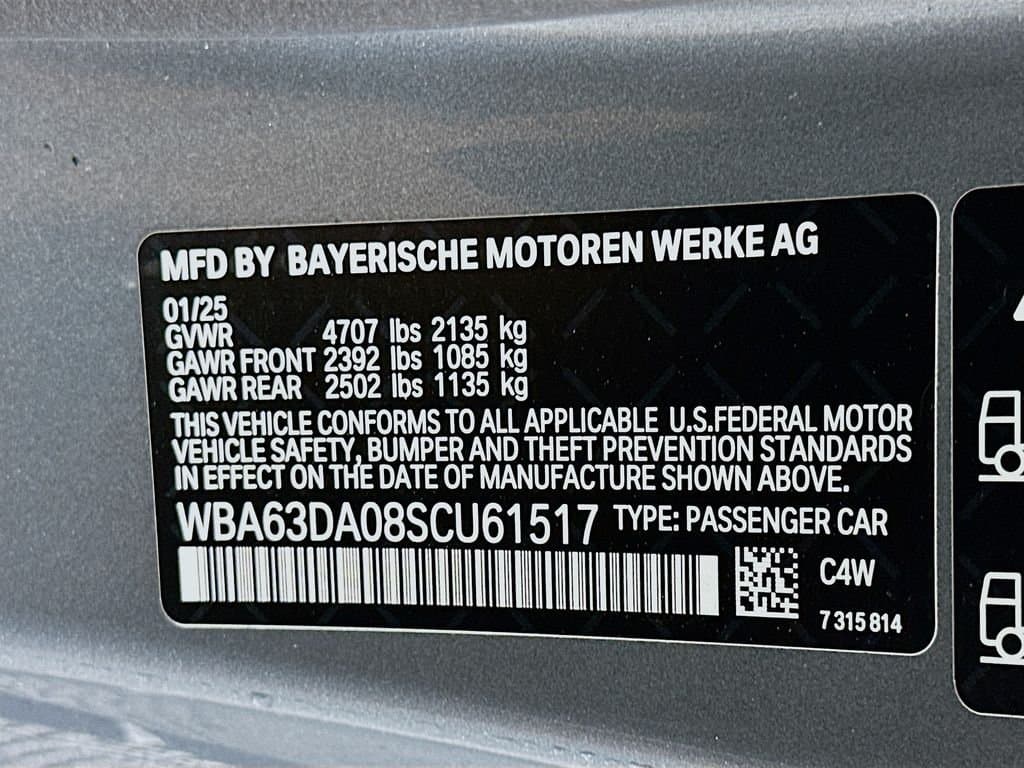 MFD BY BAYERISCHE MOTOREN WERKE AG
01/25
GVWR 4707 lbs 2135 kg
GAWR FRONT 2392 lbs 1085 kg
GAWR REAR 2502 lbs 1135 kg
THIS VEHICLE CONFORMS TO ALL APPLICABLE U.S.FEDERAL MOTOR
VEHICLE SAFETY, BUMPER AND THEFT PREVENTION STANDARDS
IN EFFECT ON THE DATE OF MANUFACTURE SHOWN ABOVE.
WBA63DA08SCU61517 TYPE: PASSENGER CAR
C4W
7 315 814